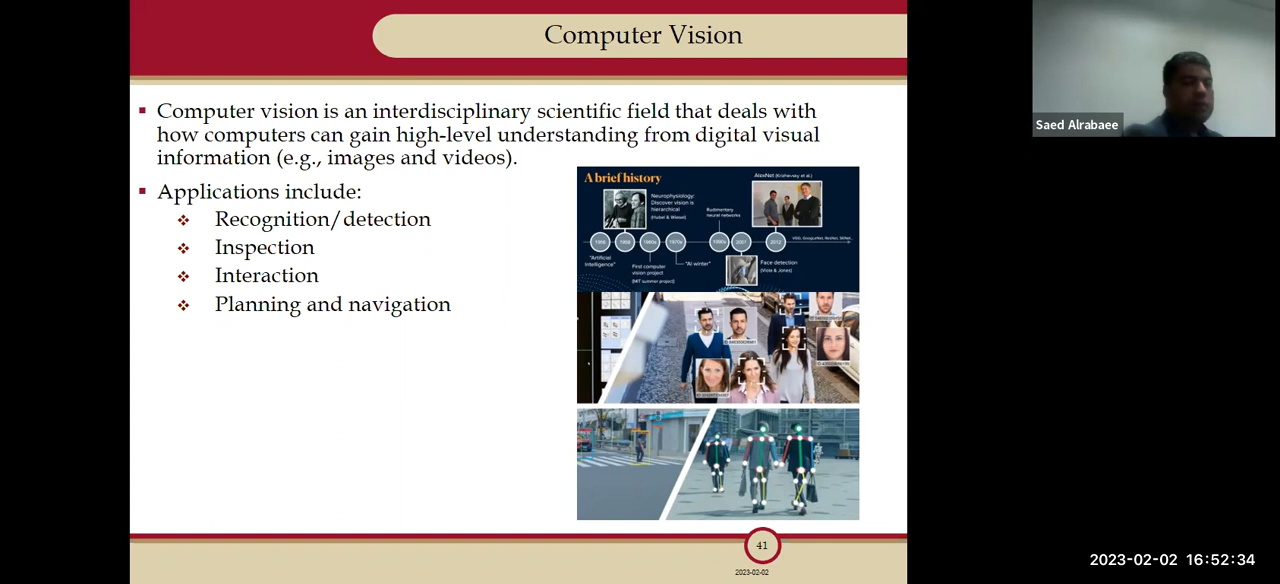 Computer Vision
Saed Alrabaee
Computer vision is an interdisciplinary scientific field that deals with
how computers can gain high-level understanding from digital visual
information (e.g., images and videos).
Applications include:
Recognition/detection
Inspection
Interaction
Planning and navigation
A brief history
Neurophysiology:
Discover vision is
hierarchical
(Hubel & Wiesel)
Rudimentary
neural networks
AlexNet (Krizhevsky et al.)
1960s
1970s
2001
2012
"Artificial
Intelligence"
First computer
vision project
(MIT summer project)
"AI winter"
Face detection
(Viola & Jones)
41
2023-02-02
2023-02-02 16:52:34